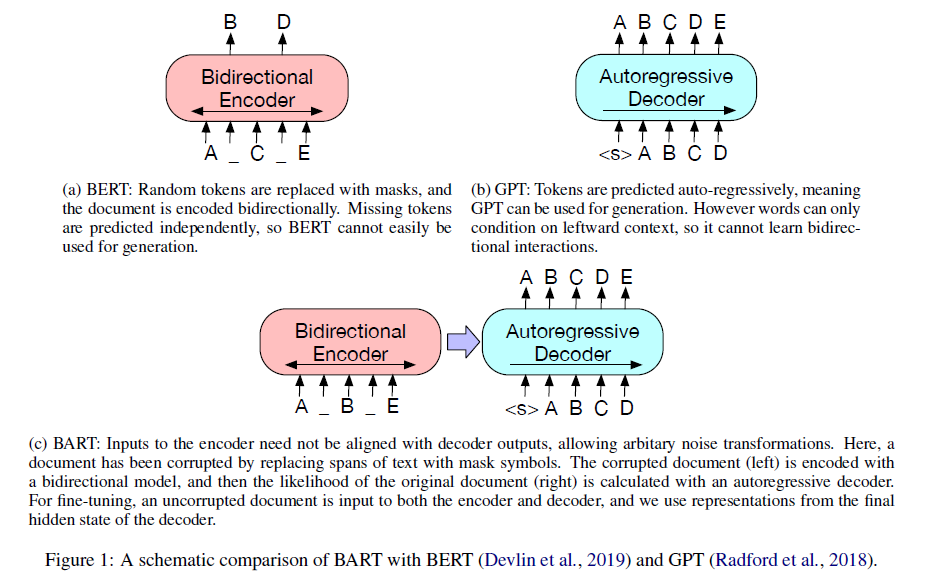 B D
Bidirectional
Encoder
A _ C _ E
(a) BERT: Random tokens are replaced with masks, and
the document is encoded bidirectionally. Missing tokens
are predicted independently, so BERT cannot easily be
used for generation.
A B C D E
Autoregressive
Decoder
<s> A B C D
(b) GPT: Tokens are predicted auto-regressively, meaning
GPT can be used for generation. However words can only
condition on leftward context, so it cannot learn bidirec-
tional interactions.
Bidirectional
Encoder
A _ B _ E
A B C D E
Autoregressive
Decoder
<s> A B C D
(c) BART: Inputs to the encoder need not be aligned with decoder outputs, allowing arbitary noise transformations. Here, a
document has been corrupted by replacing spans of text with mask symbols. The corrupted document (left) is encoded with
a bidirectional model, and then the likelihood of the original document (right) is calculated with an autoregressive decoder.
For fine-tuning, an uncorrupted document is input to both the encoder and decoder, and we use representations from the final
hidden state of the decoder.
Figure 1: A schematic comparison of BART with BERT (Devlin et al., 2019) and GPT (Radford et al., 2018).